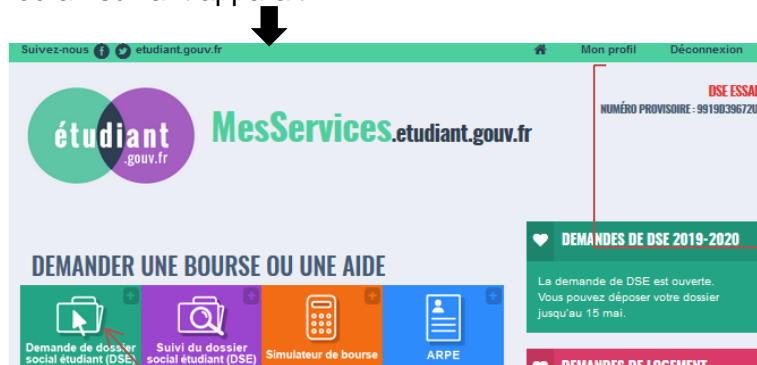 Suivez-nous etudiant.gouv.fr Mon profil Déconnexion
DSE ESSAI
NUMÉRO PROVISOIRE : 9919D39672U
étudiant
.gouv.fr
MesServices.etudiant.gouv.fr
DEMANDER UNE BOURSE OU UNE AIDE
Demande de dossier
social étudiant (DSE)
Suivi du dossier
social étudiant (DSE)
Simulateur de bourse
ARPE
DEMANDES DE DSE 2019-2020
La demande de DSE est ouverte.
Vous pouvez déposer votre dossier
jusqu'au 15 mai.
DEMANDES DE LOGEMENT